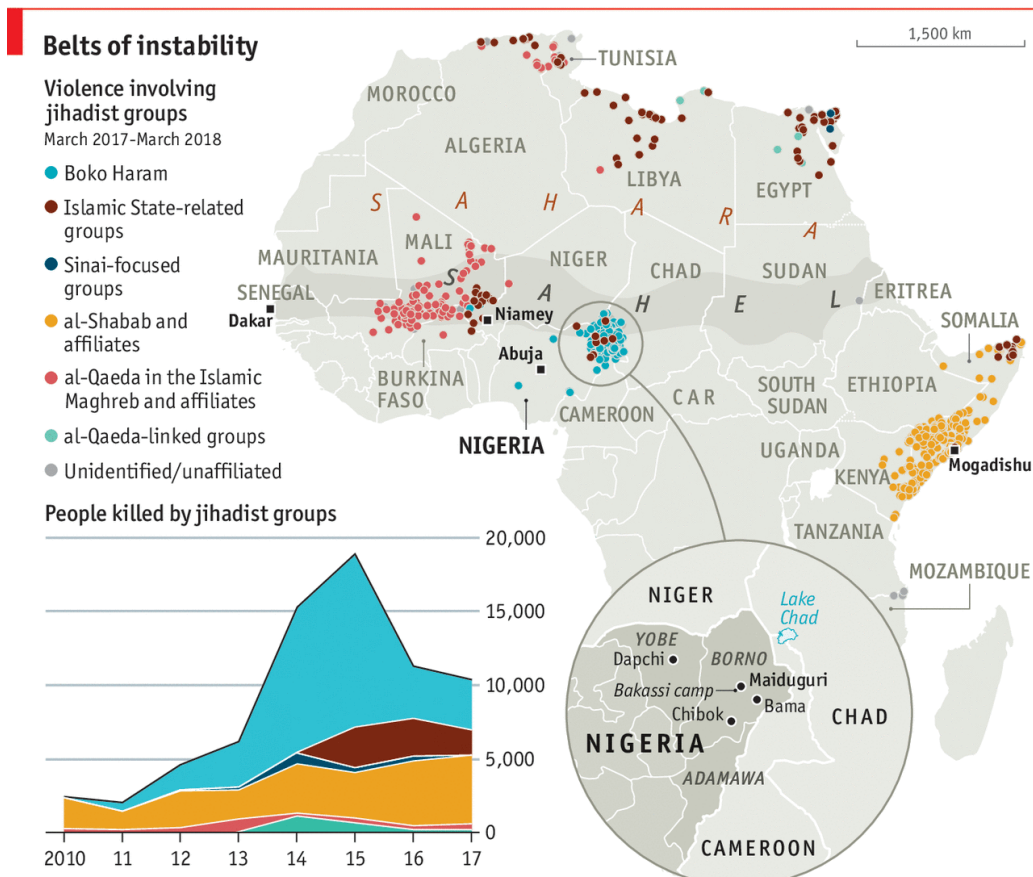 Belts of instability
Violence involving
jihadist groups
March 2017-March 2018
Boko Haram
Islamic State-related
groups
Sinai-focused
groups
al-Shabab and
affiliates
al-Qaeda in the Islamic
Maghreb and affiliates
al-Qaeda-linked groups
Unidentified/unaffiliated
1,500 km
TUNISIA
MOROCCO
ALGERIA
LIBYA
EGYPT
S A H A R A
MAURITANIA
MALI
NIGER
CHAD
SUDAN
S A H E L
SENEGAL
ERITREA
Dakar
Niamey
SOMALIA
Abuja
BURKINA
FASO
CAR
SOUTH
SUDAN
ETHIOPIA
CAMEROON
NIGERIA
UGANDA
Mogadishu
KENYA
TANZANIA
MOZAMBIQUE
People killed by jihadist groups
20,000
15,000
10,000
5,000
0
2010 11 12 13 14 15 16 17
NIGER
Lake
Chad
YOBE
Dapchi
BORNO
Bakassi camp
Maiduguri
Bama
Chibok
CHAD
NIGERIA
ADAMAWA
CAMEROON